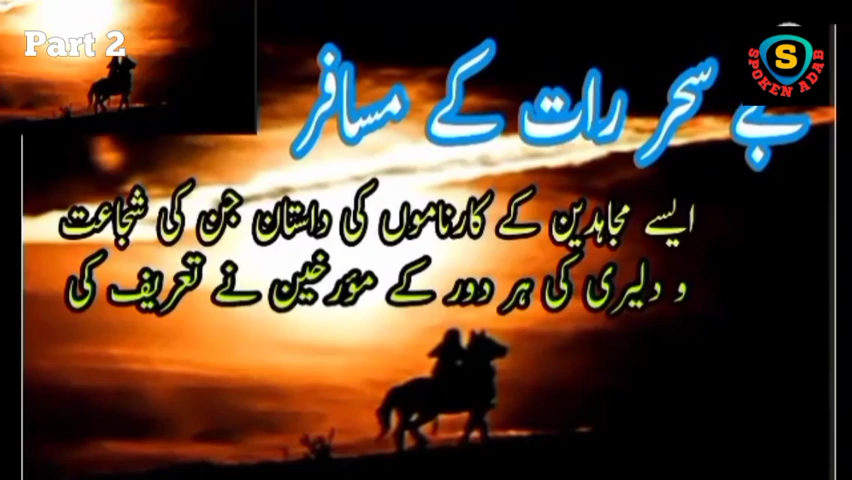 Part 2
S
SPOKEN ADAB
بے سحر رات کے مسافر
ایسے مجاہدین کے کارناموں کی داستان جن کی شجاعت
و دلیری کی ہر دور کے مؤرخین نے تعریف کی